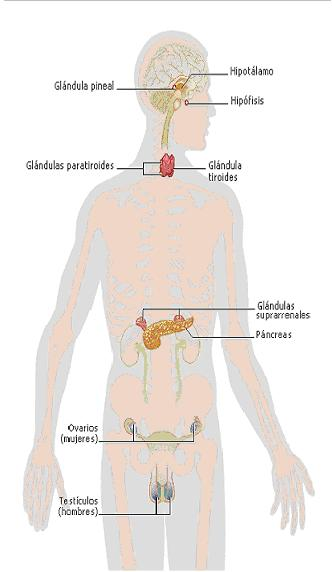 Hipotálamo
Glándula pineal
Hipófisis
Glándulas paratiroides
Glándula
tiroides
Glándulas
suprarrenales
Páncreas
Ovarios
(mujeres)
Testículos
(hombres)